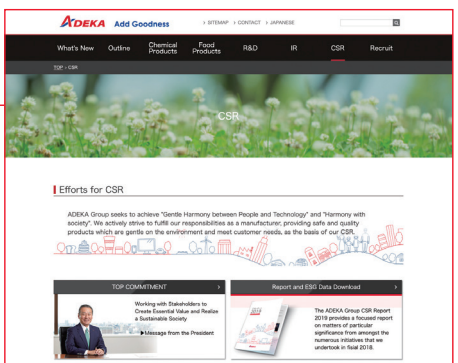 ADEKA Add Goodness
> SITEMAP > CONTACT > JAPANESE
What's New Outline Chemical Products Food Products R&D IR CSR Recruit
TOP > CSR
CSR
Efforts for CSR
ADEKA Group seeks to achieve "Gentle Harmony between People and Technology" and "Harmony with
society". We actively strive to fulfill our responsibilities as a manufacturer, providing safe and quality
products which are gentle on the environment and meet customer needs, as the basis of our CSR.
TOP COMMITMENT >
Working with Stakeholders to
Create Essential Value and Realize
a Sustainable Society
▶Message from the President
Report and ESG Data Download >
The ADEKA Group CSR Report
2019 provides a focused report
on matters of particular
significance from amongst the
numerous initiatives that we
undertook in fisial 2018.